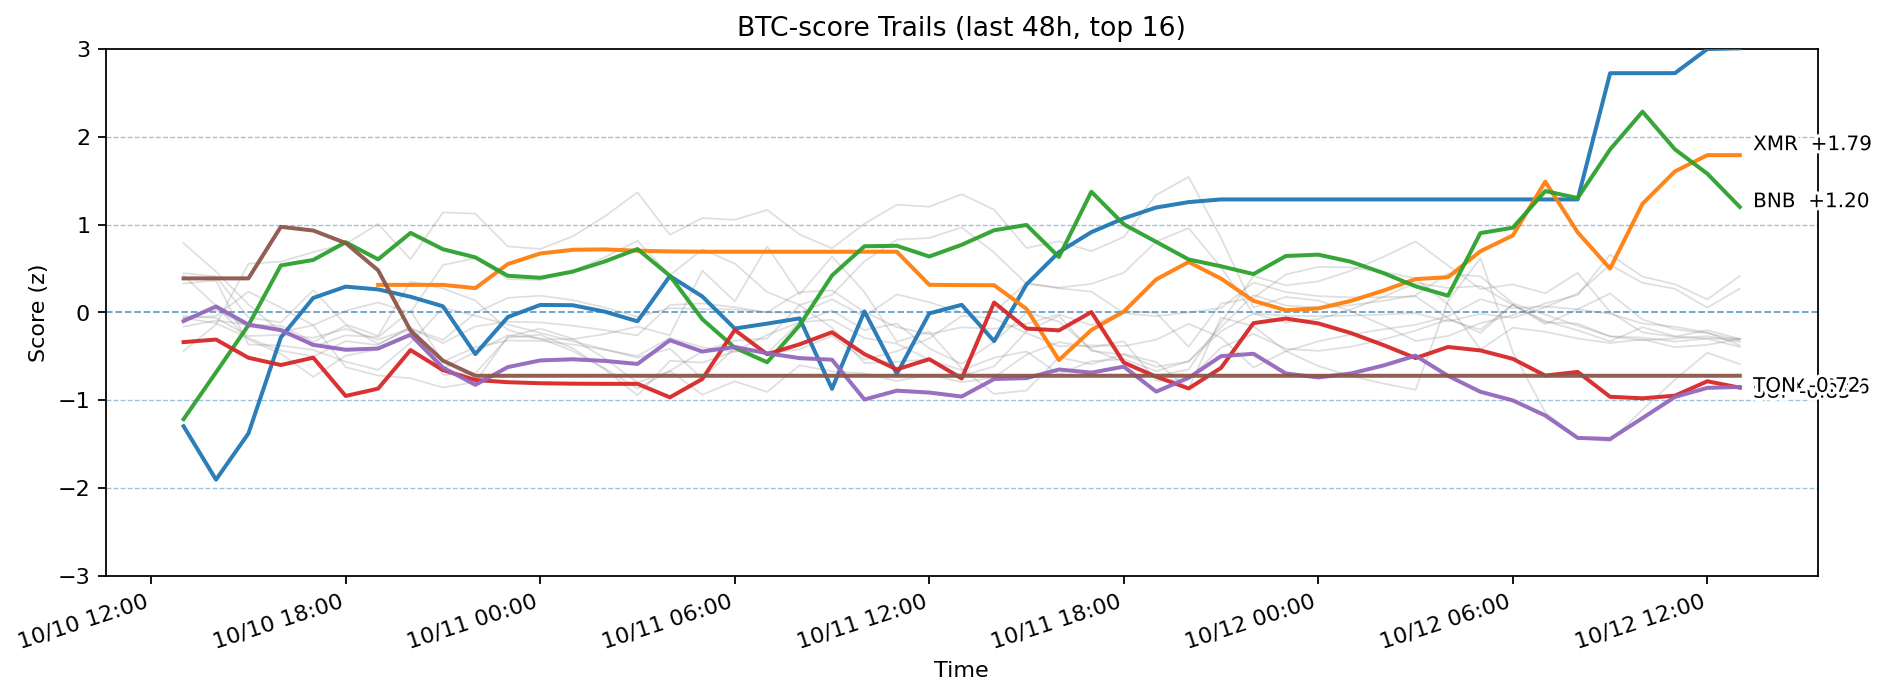 BTC-score Trails (last 48h, top 16)
3
2
1
0
−1
−2
−3
Score (z)
XMR +1.79
BNB +1.20
TON -0.72
10/10 12:00
10/10 18:00
10/11 00:00
10/11 06:00
10/11 12:00
10/11 18:00
10/12 00:00
10/12 06:00
10/12 12:00
Time